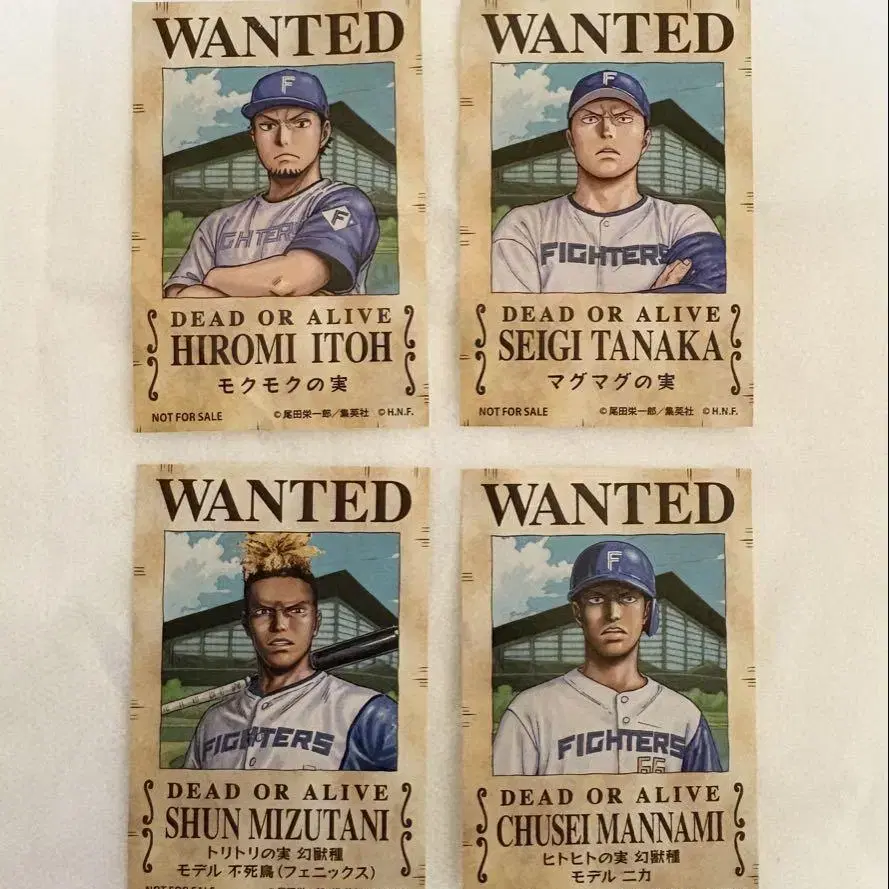 WANTED
F
F
FIGHTERS
DEAD OR ALIVE
HIROMI ITOH
モクモクの実
NOT FOR SALE
©尾田栄一郎/集英社 ©H.N.F.
WANTED
F
FIGHTERS
DEAD OR ALIVE
SEIGI TANAKA
マグマグの実
NOT FOR SALE
©尾田栄一郎/集英社 ©H.N.F.
WANTED
FIGHTERS
DEAD OR ALIVE
SHUN MIZUTANI
トリトリの実 幻獣種
モデル 不死鳥(フェニックス)
NOT FOR SALE
WANTED
F
FIGHTERS
66
DEAD OR ALIVE
CHUSEI MANNAMI
ヒトヒトの実 幻獣種
モデル ニカ